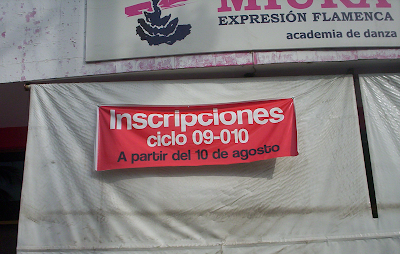 EXPRESIÓN FLAMENCA
academia de danza
Inscripciones
ciclo 09-010
A partir del 10 de agosto